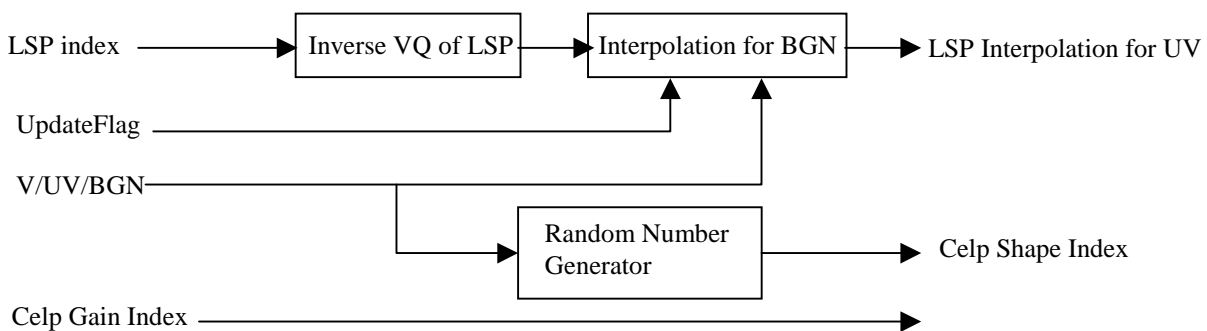 LSP index
Inverse VQ of LSP
Interpolation for BGN
LSP Interpolation for UV
UpdateFlag
V/UV/BGN
Random Number
Generator
Celp Shape Index
Celp Gain Index